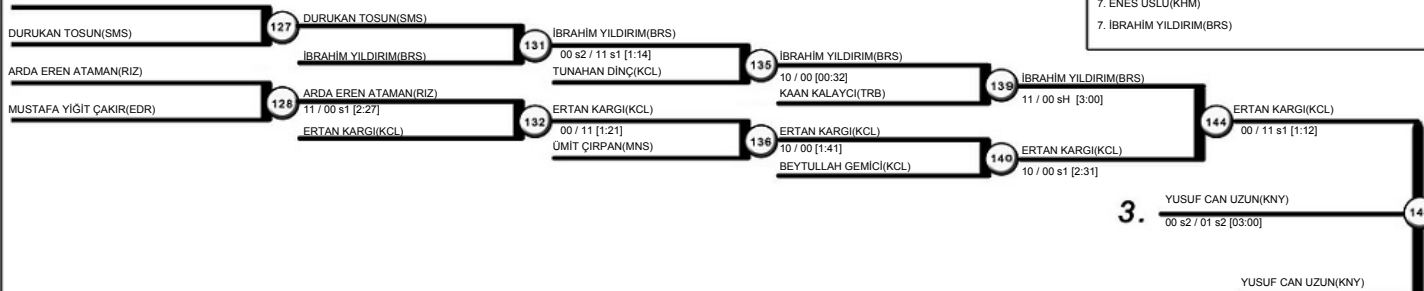 DURUKAN TOSUN(SMS)
ARDA EREN ATAMAN(RIZ)
MUSTAFA YİĞİT ÇAKIR(EDR)
127
128
DURUKAN TOSUN(SMS)
İBRAHİM YILDIRIM(BRS)
ARDA EREN ATAMAN(RIZ)
11 / 00 s1 [2:27]
ERTAN KARGI(KCL)
131
132
İBRAHİM YILDIRIM(BRS)
00 s2 / 11 s1 [1:14]
TUNAHAN DİNÇ(KCL)
ERTAN KARGI(KCL)
00 / 11 [1:21]
ÜMİT ÇIRPAN(MNS)
135
136
İBRAHİM YILDIRIM(BRS)
10 / 00 [00:32]
KAAN KALAYCI(TRB)
ERTAN KARGI(KCL)
10 / 00 [1:41]
BEYTULLAH GEMİCİ(KCL)
139
140
İBRAHİM YILDIRIM(BRS)
11 / 00 sH [3:00]
ERTAN KARGI(KCL)
10 / 00 s1 [2:31]
144
7. ENES USLU(KHM)
7. İBRAHİM YILDIRIM(BRS)
ERTAN KARGI(KCL)
00 / 11 s1 [1:12]
3.
YUSUF CAN UZUN(KNY)
00 s2 / 01 s2 [03:00]
YUSUF CAN UZUN(KNY)